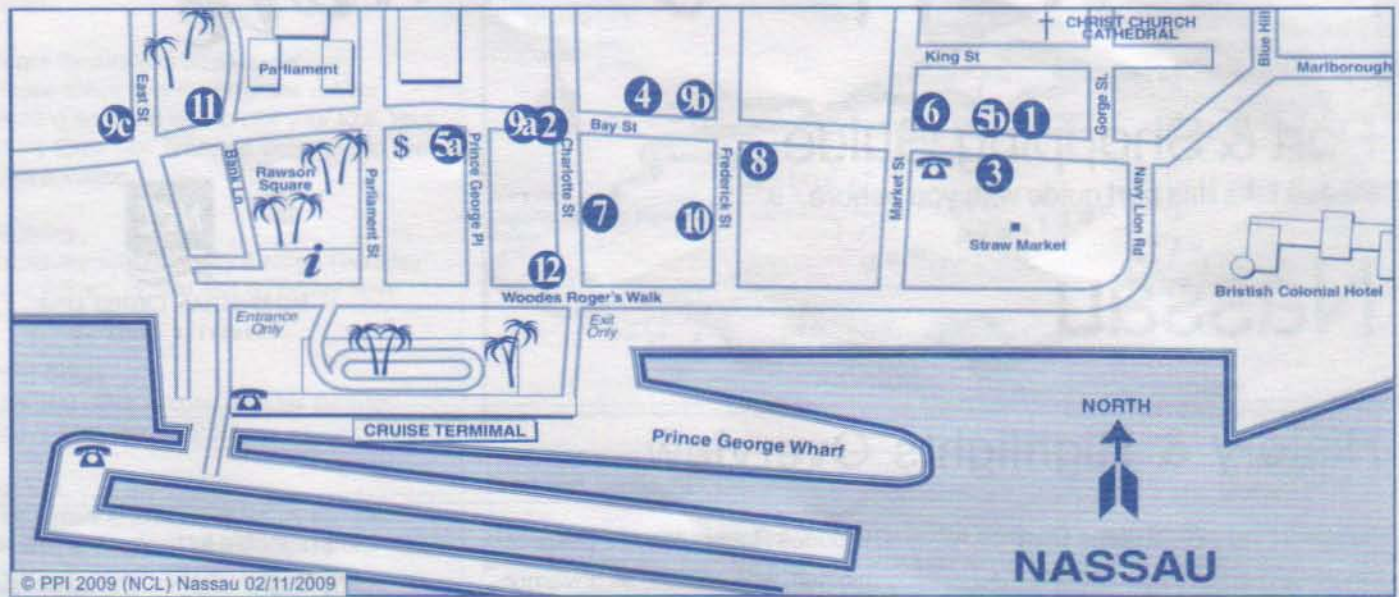 ✝ CHRIST CHURCH
CATHEDRAL
King St
Blue Hill
Marlborough
East St
Parliament
9c
11
4
9b
6
5b
1
Gorge St.
$
5a
9a
2
Bay St
Bank Ln
Rawson
Square
Parliament St
Prince George Pl
Charlotte St
7
Frederick St
8
10
Market St
3
Straw Market
Navy Lion Rd
i
12
Woodes Roger's Walk
Bristish Colonial Hotel
Entrance
Only
Exit
Only
CRUISE TERMIMAL
Prince George Wharf
NORTH
NASSAU
© PPI 2009 (NCL) Nassau 02/11/2009